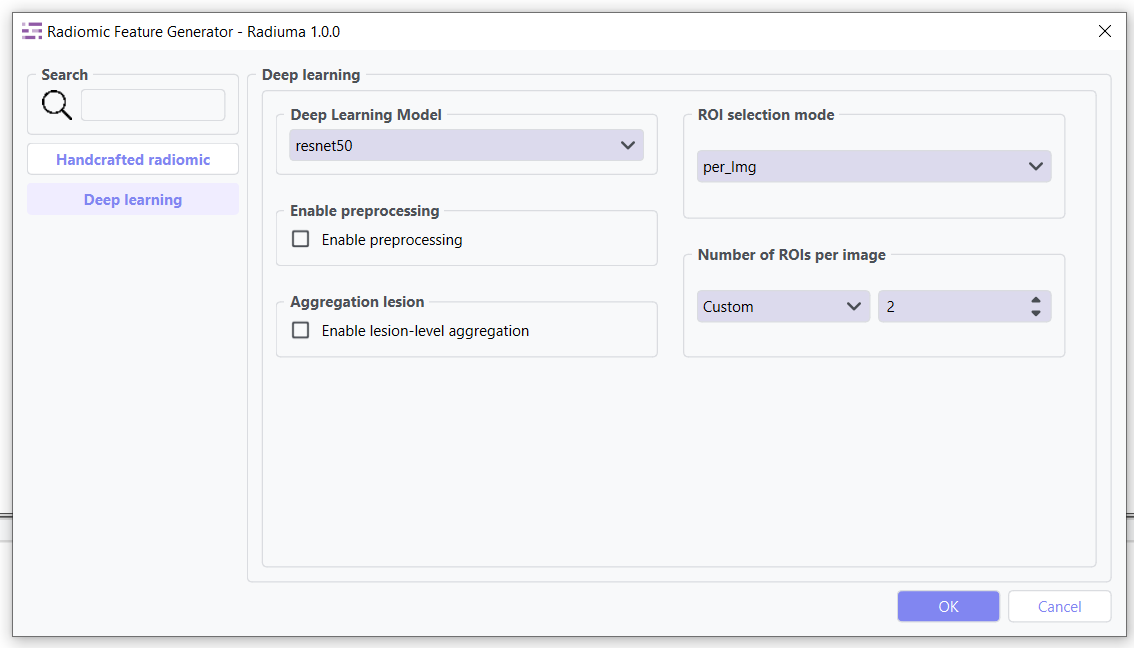 Radiomic Feature Generator - Radiuma 1.0.0
Search
Handcrafted radiomic
Deep learning
Deep learning
Deep Learning Model
resnet50
Enable preprocessing
Enable preprocessing
Aggregation lesion
Enable lesion-level aggregation
ROI selection mode
per_Img
Number of ROIs per image
Custom
2
OK
Cancel